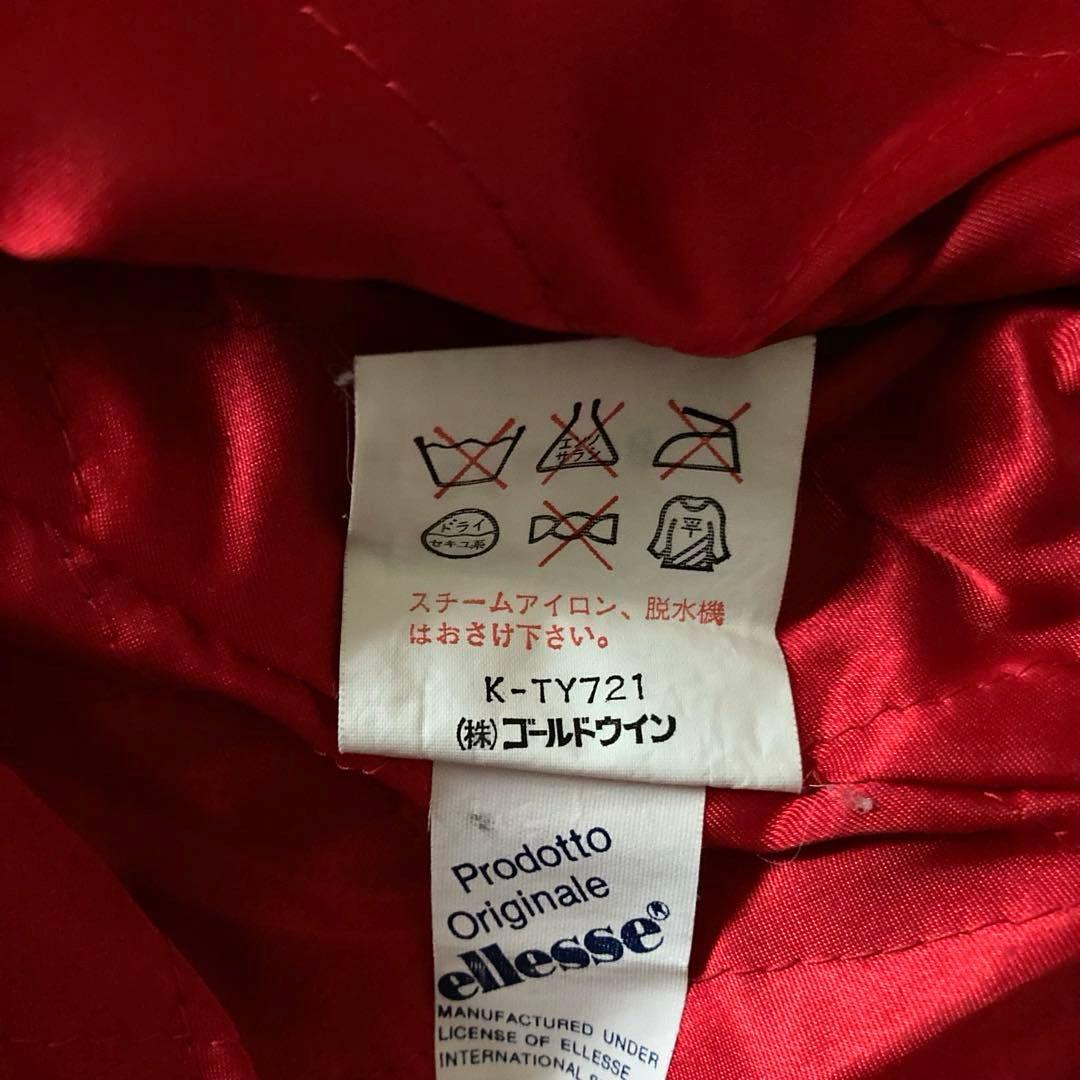 エンソ
サラシ
ドライ
セキユ系
平
スチームアイロン、脱水機
はおさけ下さい。
K-TY721
(株)ゴールドウイン
Prodotto
Originale
ellesse®
MANUFACTURED UNDER
LICENSE OF ELLESSE
INTERNATIONAL